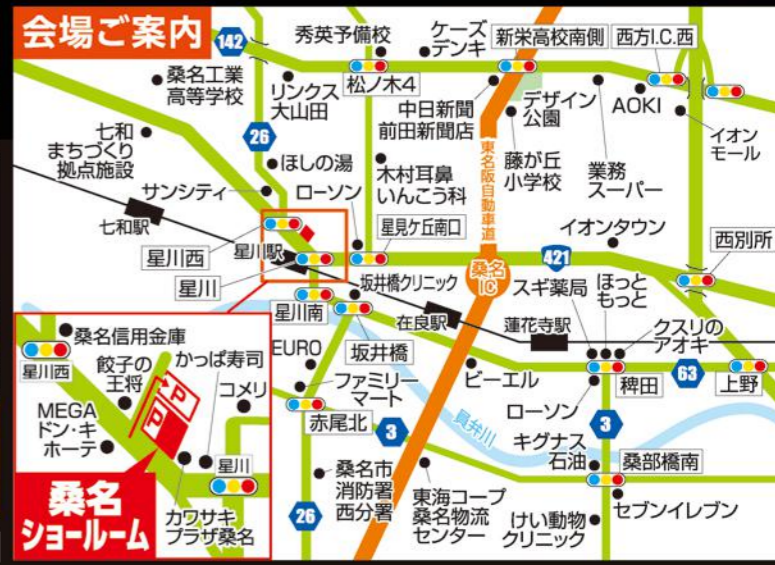 会場ご案内
142
秀英予備校
ケーズ
デンキ
新栄高校南側
西方I.C.西
桑名工業
高等学校
リンクス
大山田
松ノ木4
中日新聞
前田新聞店
デザイン
公園
AOKI
イオン
モール
七和
まちづくり
拠点施設
26
ほしの湯
木村耳鼻
いんこう科
東名阪自動車道
藤が丘
小学校
業務
スーパー
サンシティ
ローソン
七和駅
星川西
星川駅
星見ケ丘南口
イオンタウン
421
西別所
星川
坂井橋クリニック
桑名
IC
スギ薬局
ほっと
もっと
星川南
在良駅
蓮花寺駅
クスリの
アオキ
EURO
坂井橋
ファミリー
マート
ビーエル
稗田
63
上野
赤尾北
3
員弁川
ローソン
3
キグナス
石油
桑部橋南
桑名市
消防署
西分署
東海コープ
桑名物流
センター
けい動物
クリニック
セブンイレブン
26
桑名信用金庫
星川西
餃子の
王将
かっぱ寿司
P
P
コメリ
MEGA
ドン・キ
ホーテ
星川
桑名
ショールーム
カワサキ
プラザ桑名